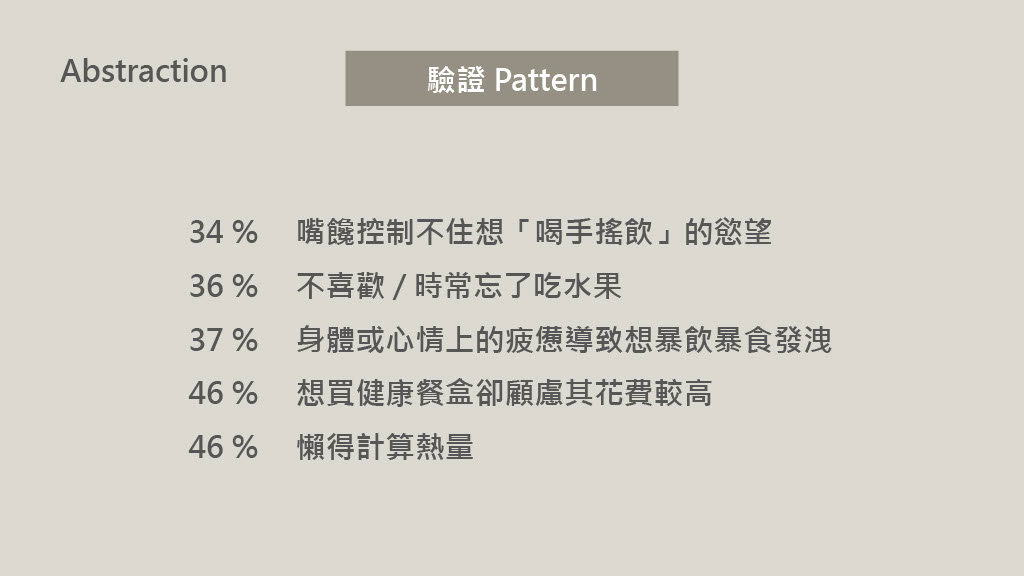 Abstraction
驗證 Pattern
34 % 嘴饞控制不住想「喝手搖飲」的慾望
36 % 不喜歡 / 時常忘了吃水果
37 % 身體或心情上的疲憊導致想暴飲暴食發洩
46 % 想買健康餐盒卻顧慮其花費較高
46 % 懶得計算熱量